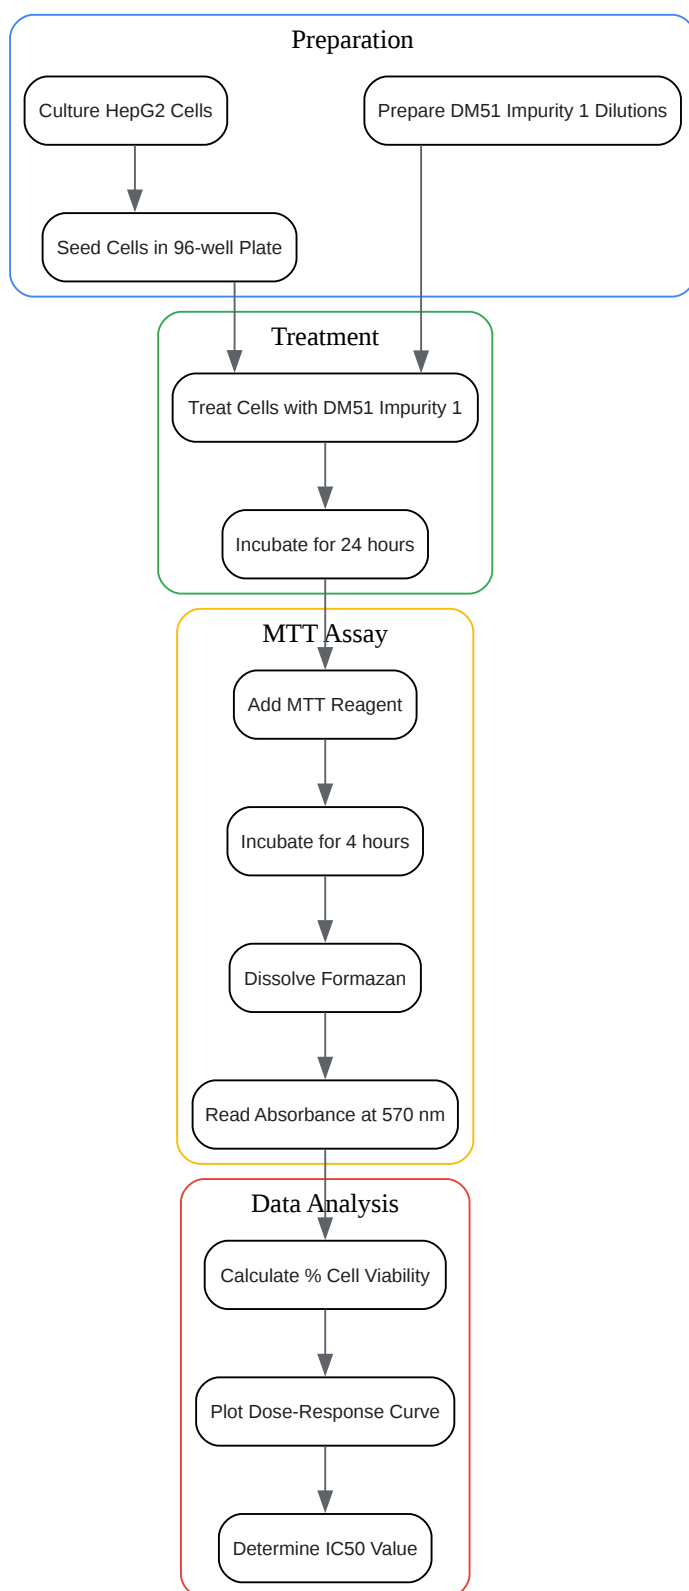 Preparation
Culture HepG2 Cells
Prepare DM51 Impurity 1 Dilutions
Seed Cells in 96-well Plate
Treatment
Treat Cells with DM51 Impurity 1
Incubate for 24 hours
MTT Assay
Add MTT Reagent
Incubate for 4 hours
Dissolve Formazan
Read Absorbance at 570 nm
Data Analysis
Calculate % Cell Viability
Plot Dose-Response Curve
Determine IC50 Value